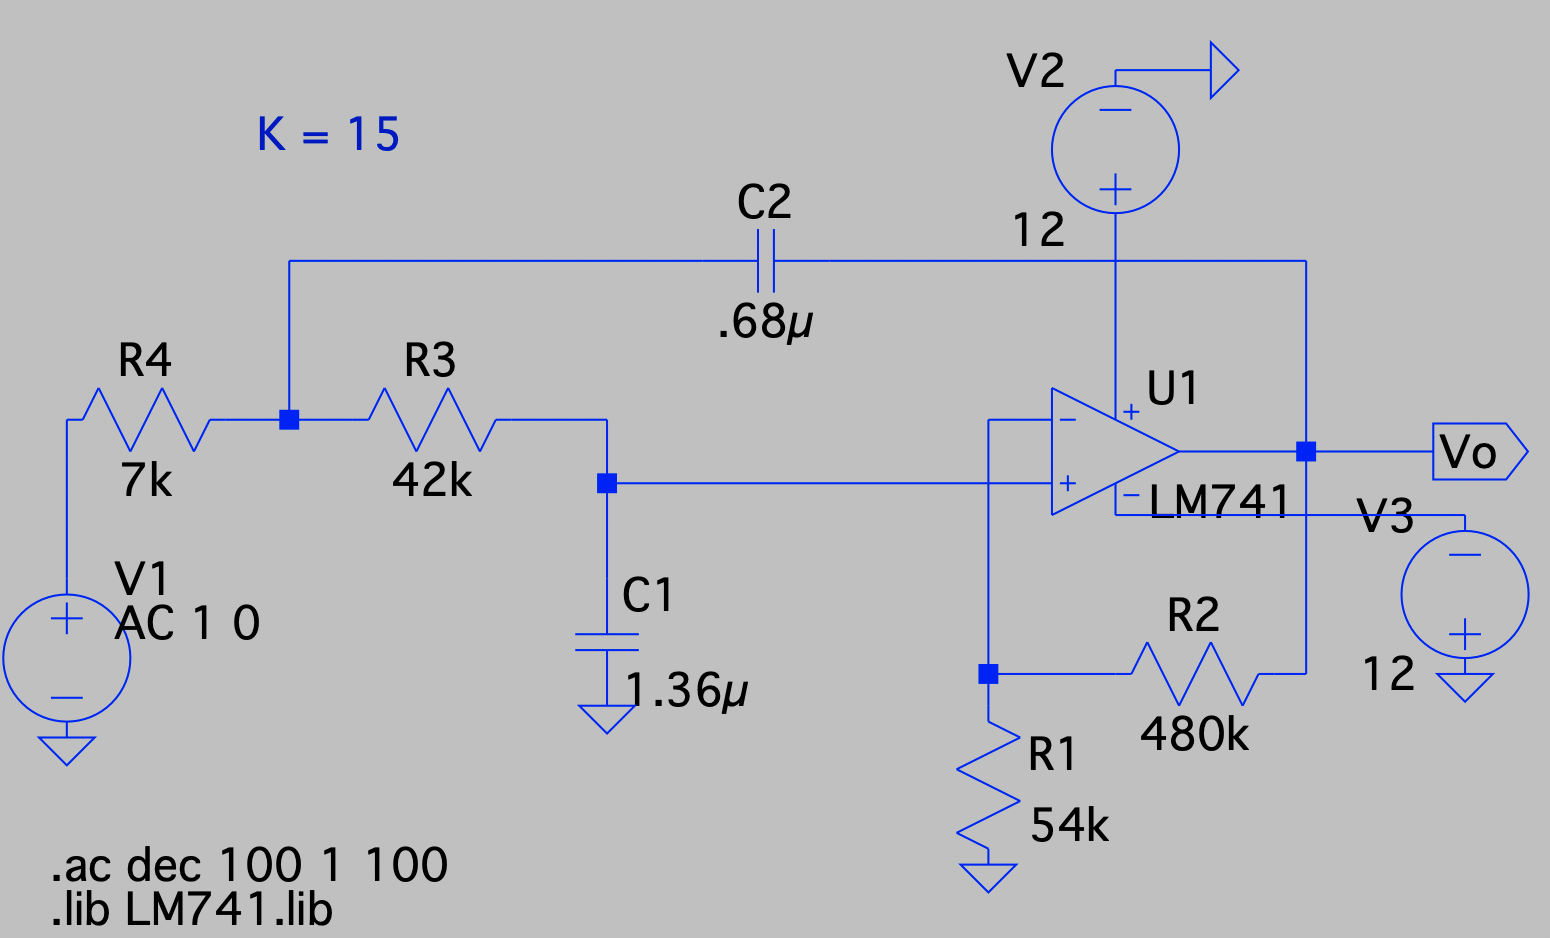 V2
K = 15
C2
12
.68µ
R4
R3
U1
7k
42k
Vo
LM741
V3
V1
AC 1 0
C1
R2
1.36µ
12
480k
R1
54k
.ac dec 100 1 100
.lib LM741.lib